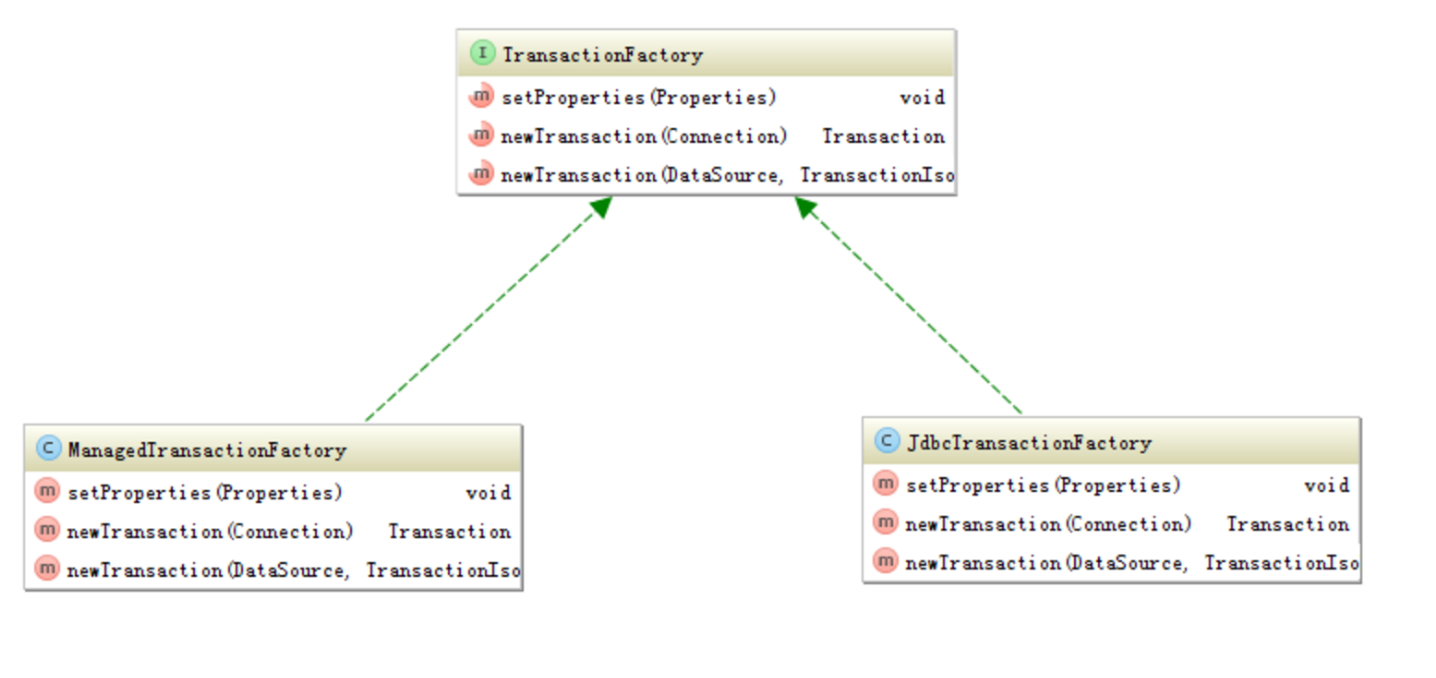 I TransactionFactory
m setProperties(Properties) void
m newTransaction(Connection) Transaction
m newTransaction(DataSource, TransactionIso
C ManagedTransactionFactory
m setProperties(Properties) void
m newTransaction(Connection) Transaction
m newTransaction(DataSource, TransactionIso
C JdbcTransactionFactory
m setProperties(Properties) void
m newTransaction(Connection) Transaction
m newTransaction(DataSource, TransactionIso